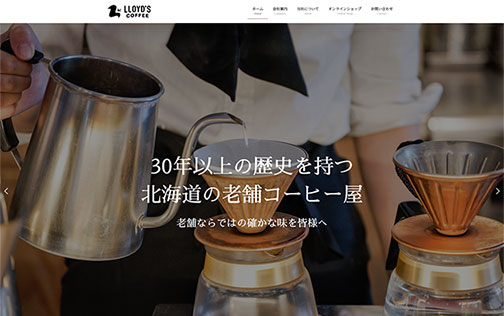 LLOYD'S
COFFEE
ホーム 会社案内 当社について オンラインショップ お問い合わせ
30年以上の歴史を持つ
北海道の老舗コーヒー屋
老舗ならではの確かな味を皆様へ